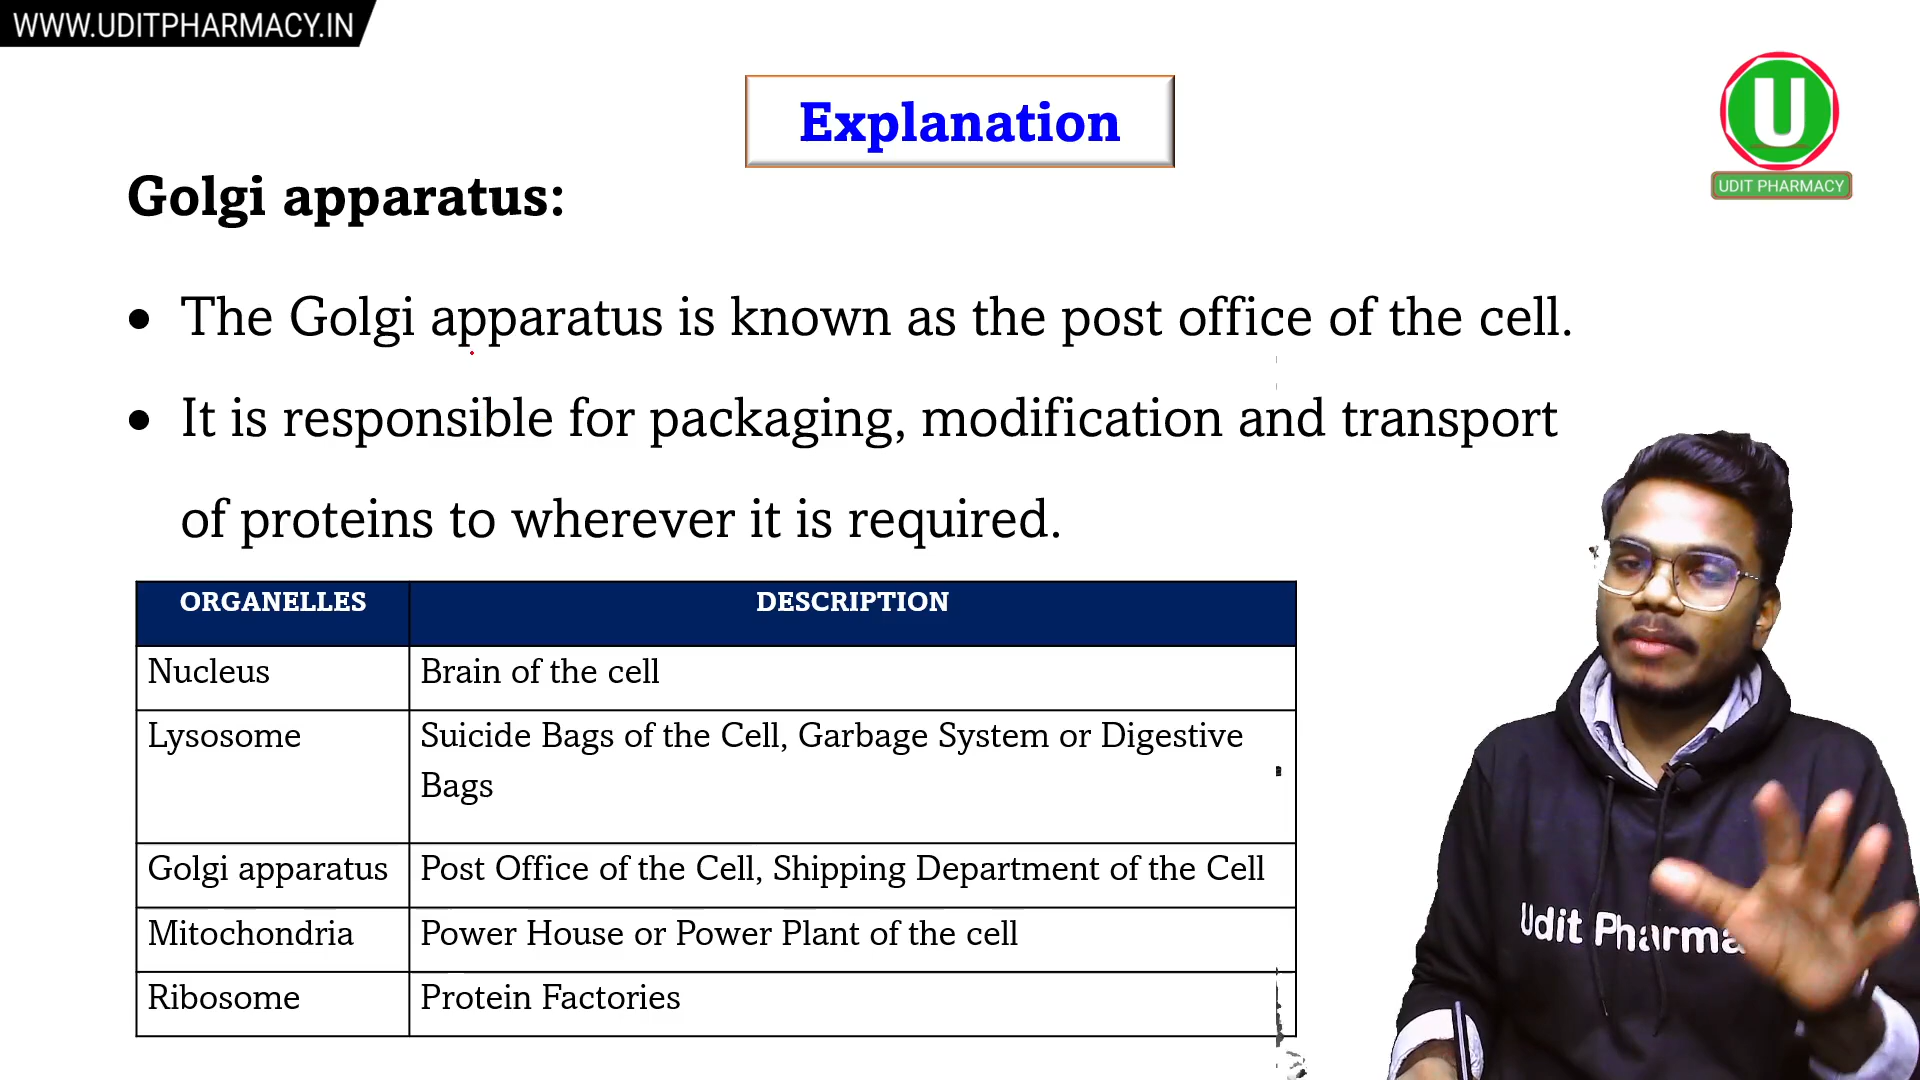 WWW.UDITPHARMACY.IN
U
UDIT PHARMACY
Explanation
Golgi apparatus:
• The Golgi apparatus is known as the post office of the cell.
• It is responsible for packaging, modification and transport
of proteins to wherever it is required.
ORGANELLES DESCRIPTION
Nucleus Brain of the cell
Lysosome Suicide Bags of the Cell, Garbage System or Digestive
Bags
Golgi apparatus Post Office of the Cell, Shipping Department of the Cell
Mitochondria Power House or Power Plant of the cell
Ribosome Protein Factories
Udit Pharma